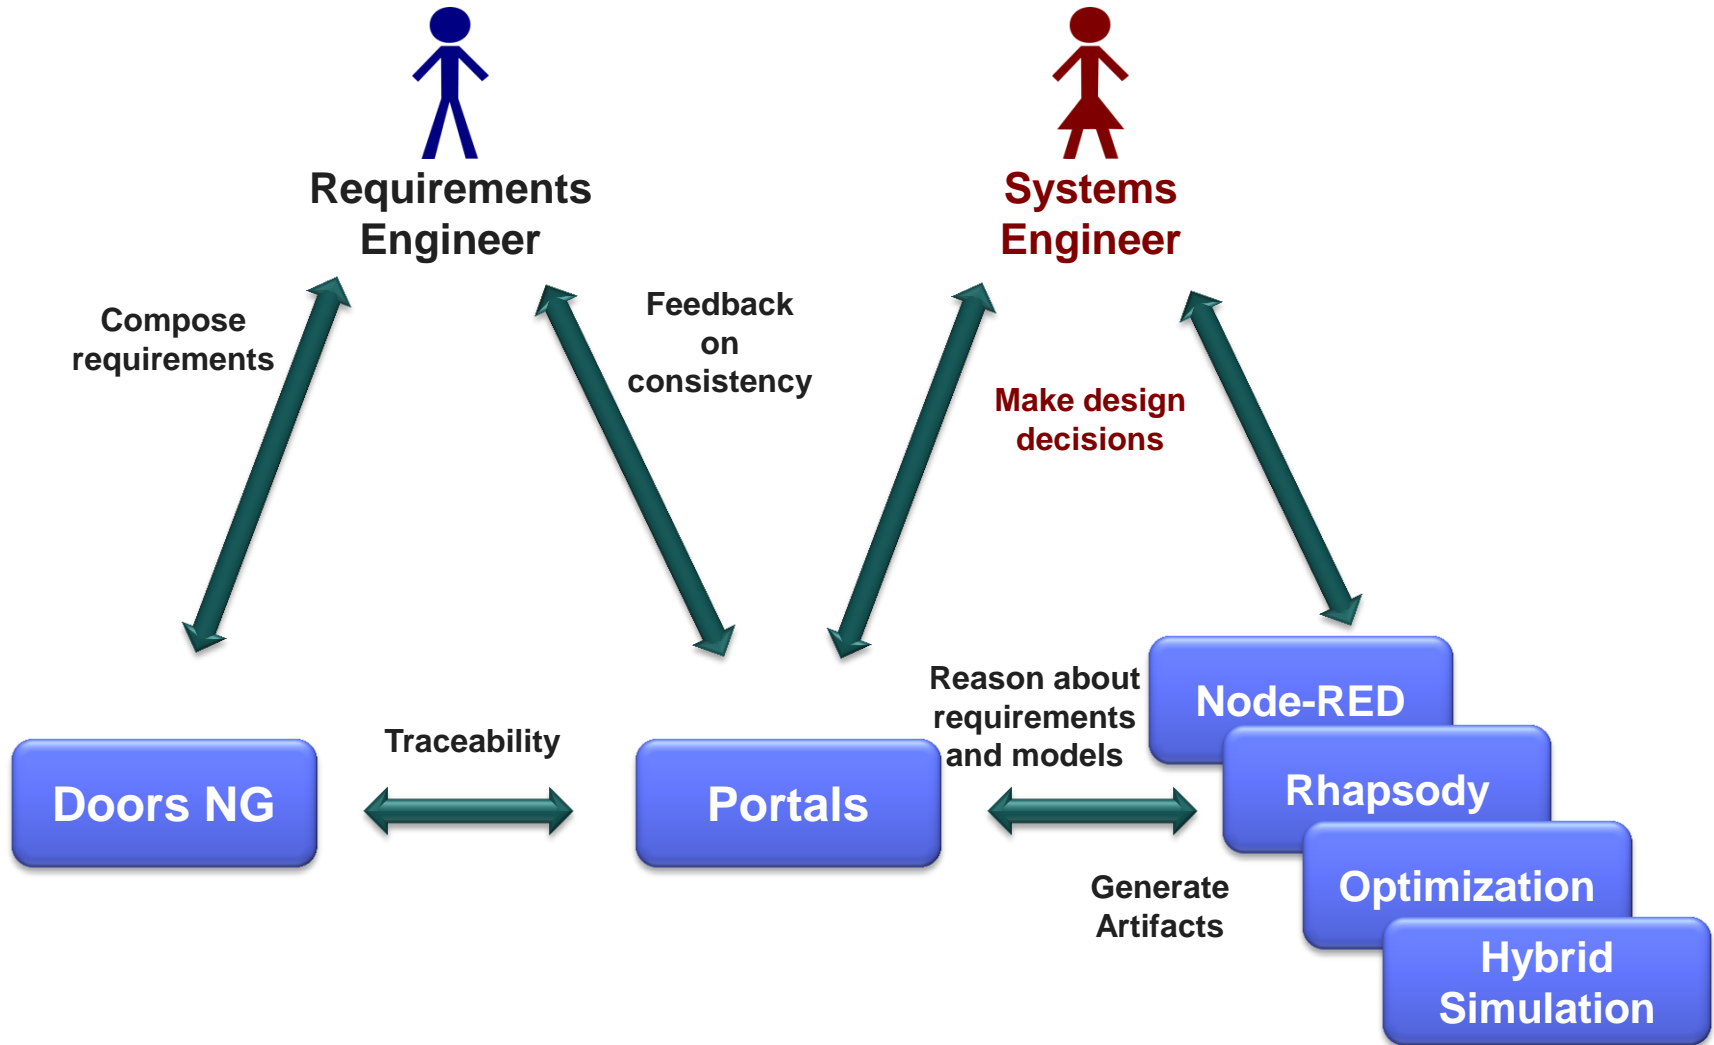 Requirements
Engineer
Systems
Engineer
Compose
requirements
Feedback
on
consistency
Make design
decisions
Traceability
Reason about
requirements
and models
Generate
Artifacts
Doors NG
Portals
Node-RED
Rhapsody
Optimization
Hybrid
Simulation